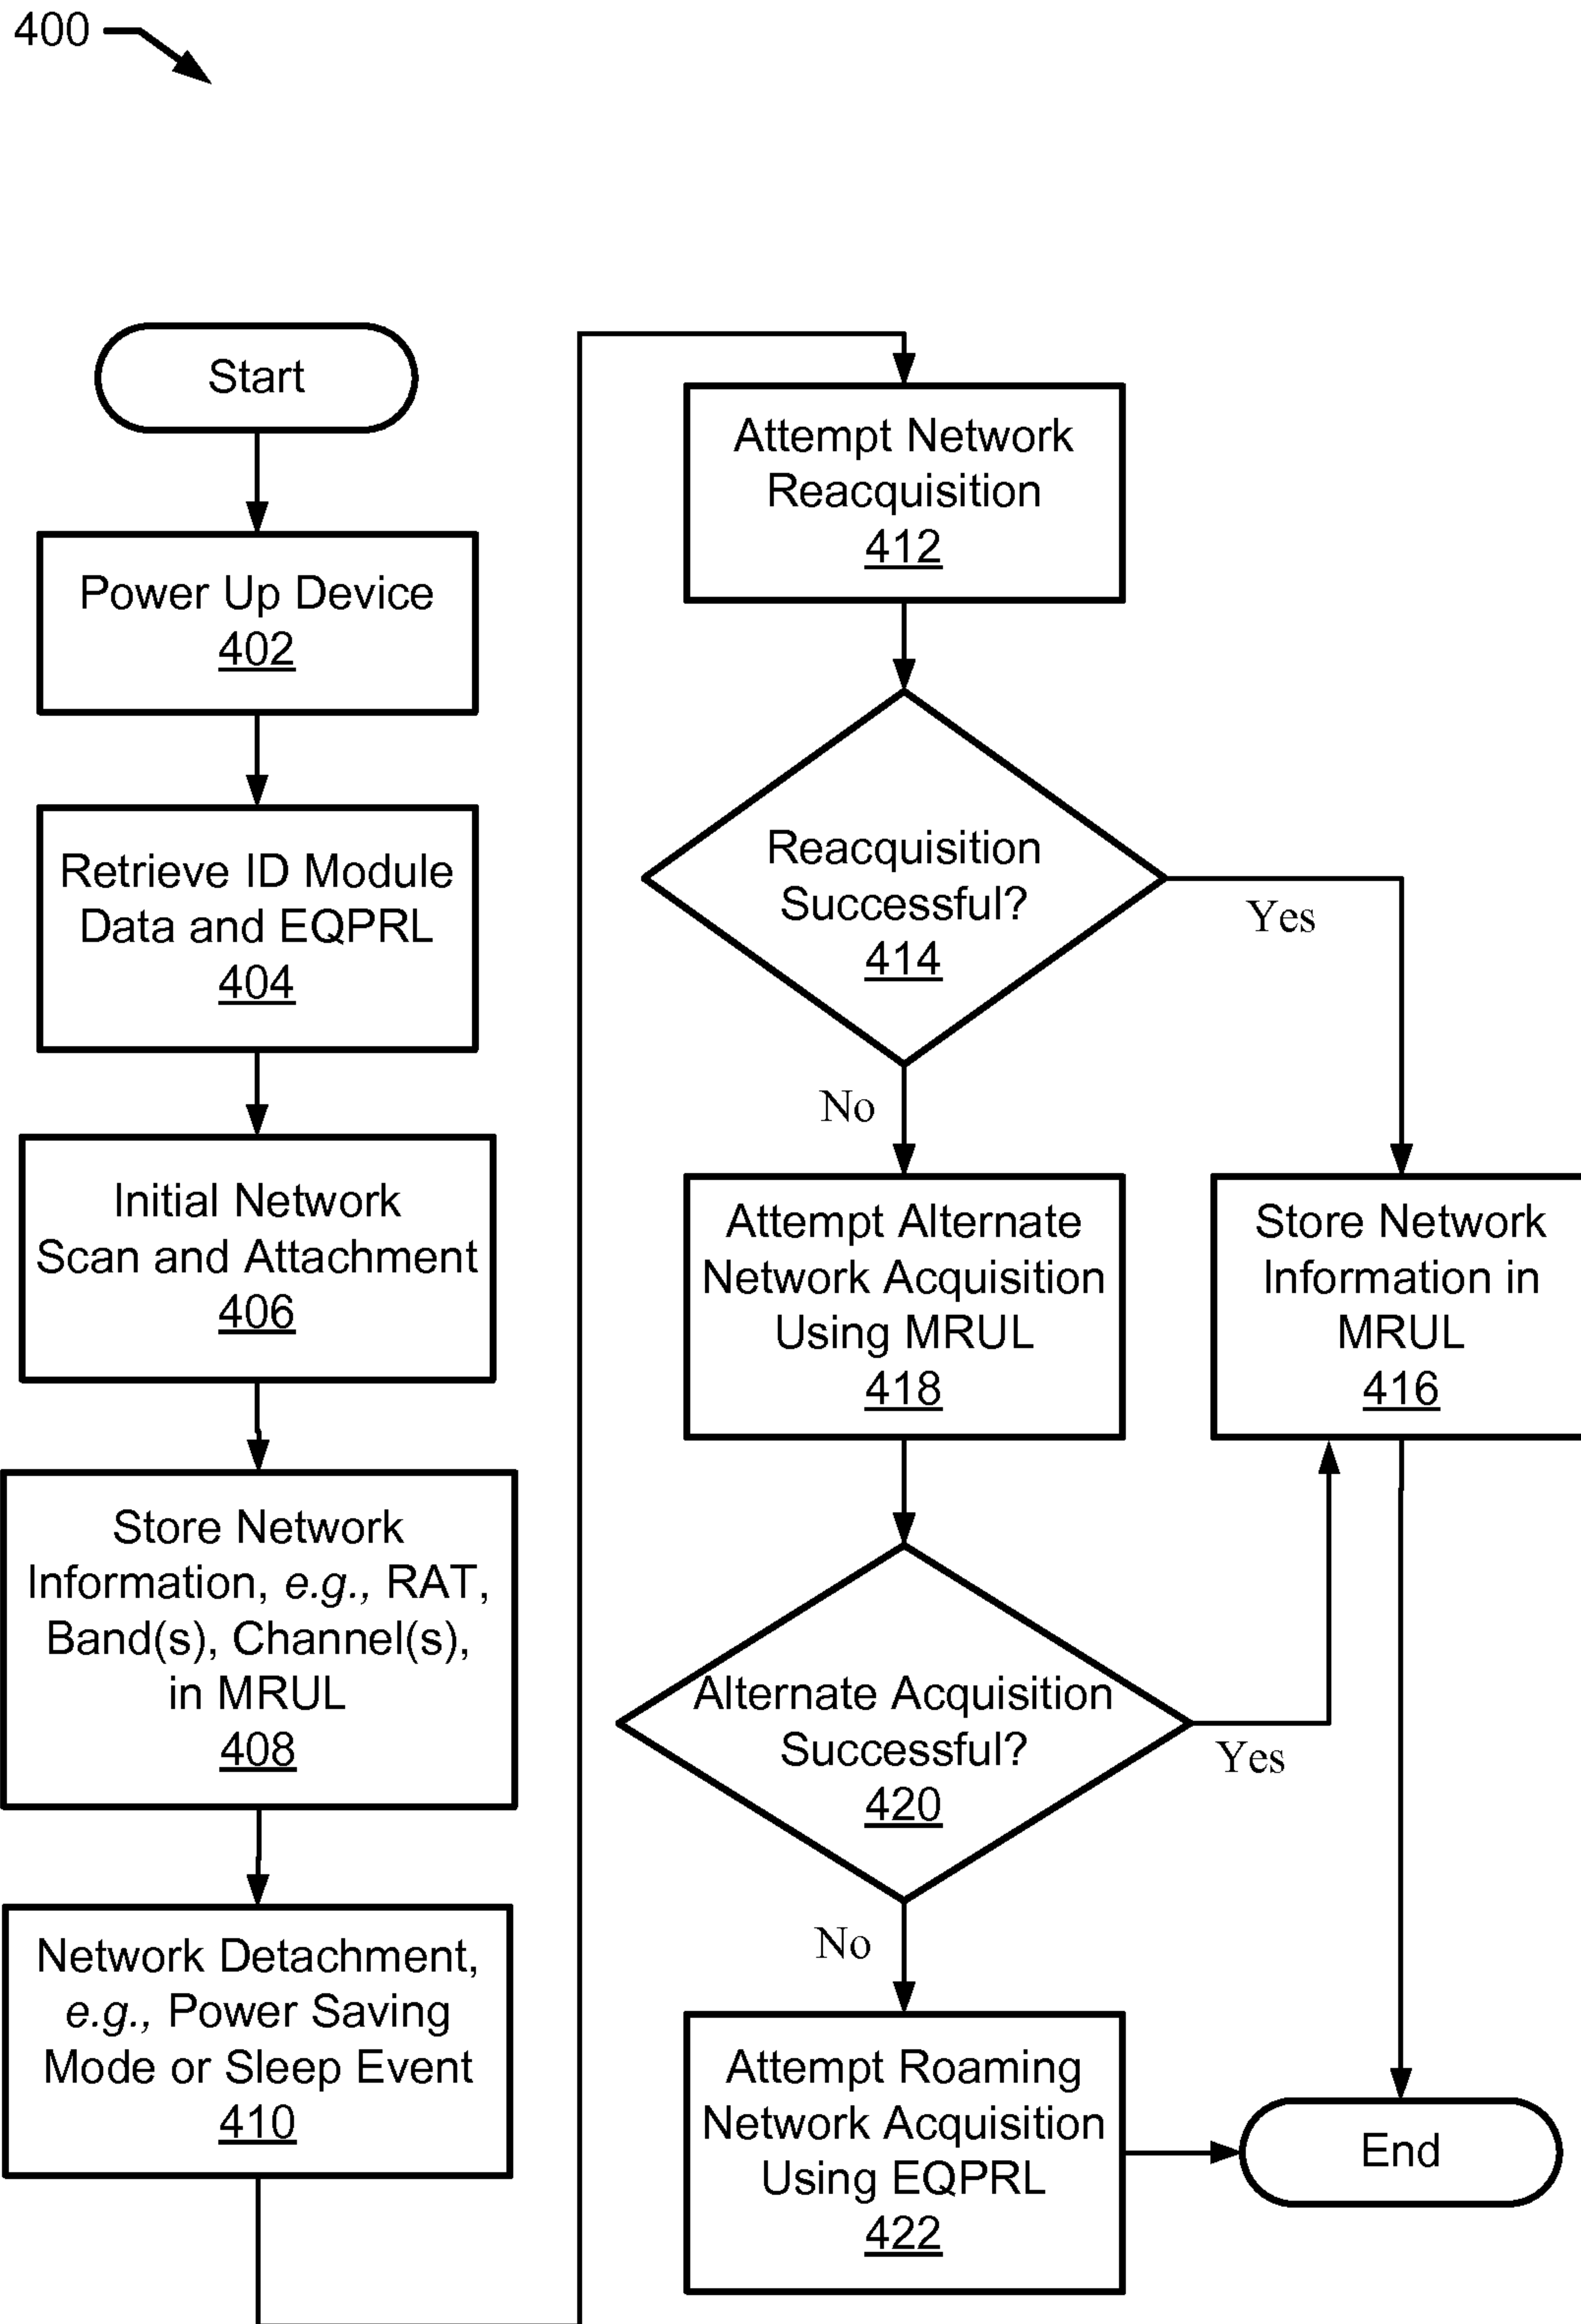 400
Start
Power Up Device
402
Retrieve ID Module
Data and EQPRL
404
Initial Network
Scan and Attachment
406
Store Network
Information, e.g., RAT,
Band(s), Channel(s),
in MRUL
408
Network Detachment,
e.g., Power Saving
Mode or Sleep Event
410
Attempt Network
Reacquisition
412
Reacquisition
Successful?
414
Yes
No
Attempt Alternate
Network Acquisition
Using MRUL
418
Store Network
Information in
MRUL
416
Alternate Acquisition
Successful?
420
Yes
No
Attempt Roaming
Network Acquisition
Using EQPRL
422
End